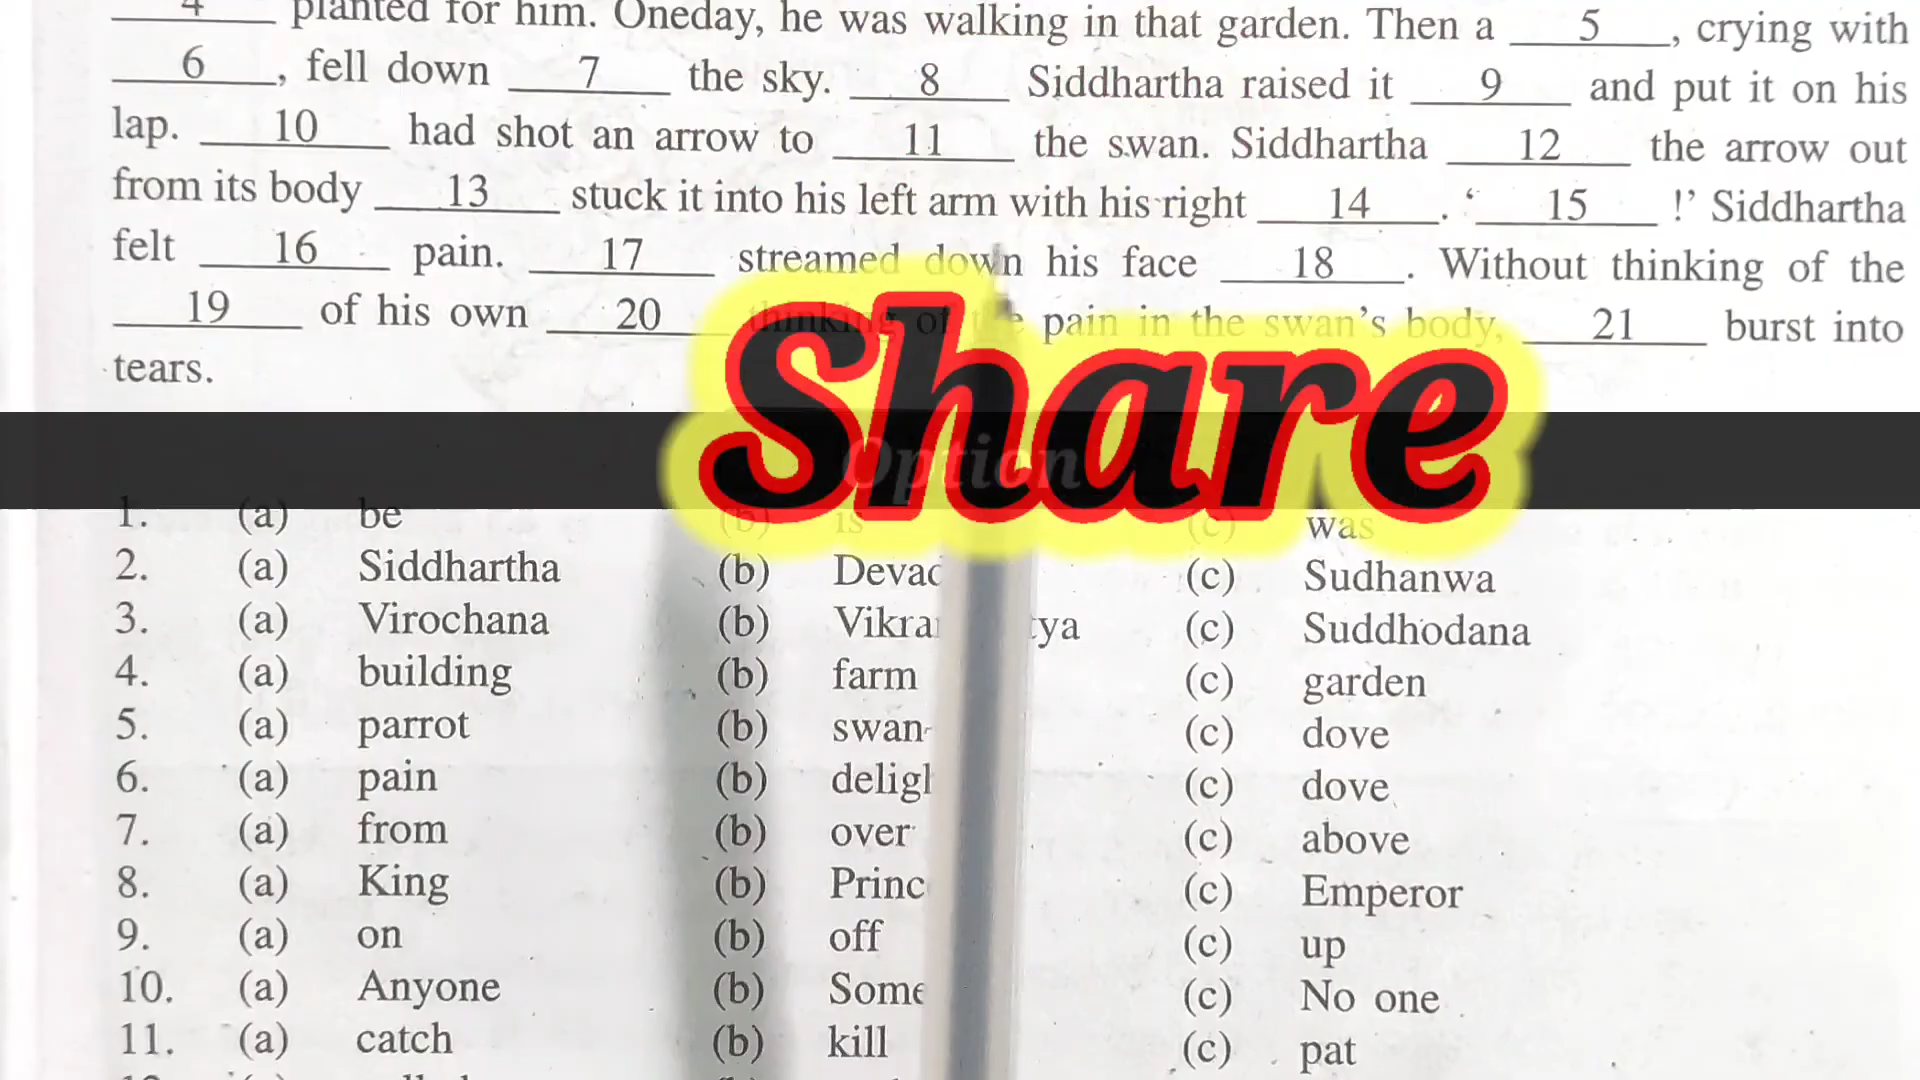 4 planted for him. Oneday, he was walking in that garden. Then a 5, crying with
6, fell down 7 the sky. 8 Siddhartha raised it 9 and put it on his
lap. 10 had shot an arrow to 11 the swan. Siddhartha 12 the arrow out
from its body 13 stuck it into his left arm with his right 14. ‘15!’ Siddhartha
felt 16 pain. 17 streamed down his face 18. Without thinking of the
19 of his own 20 thinking of the pain in the swan's body, 21 burst into
tears.
Share
Option
1. (a) be (b) is (c) was
2. (a) Siddhartha (b) (c) Sudhanwa
3. (a) Virochana (b) (c) Suddhodana
4. (a) building (b) farm (c) garden
5. (a) parrot (b) swan (c) dove
6. (a) pain (b) (c) dove
7. (a) from (b) over (c) above
8. (a) King (b) (c) Emperor
9. (a) on (b) off (c) up
10. (a) Anyone (b) (c) No one
11. (a) catch (b) kill (c) pat